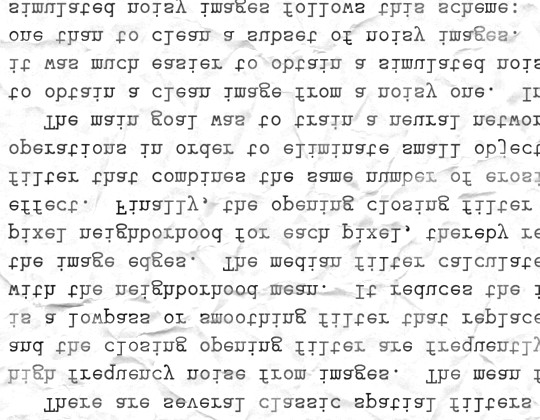 There are several classic spatial filters
high frequency noise from images. The mean f
and the closing opening filter are frequently
is a lowpass or smoothing filter that replace
with the neighborhood mean. It reduces the i
the image edges. The median filter calculate
pixel neighborhood for each pixel, thereby re
effect. Finally, the opening closing filter
filter that combines the same number of erosi
operations in order to eliminate small object
The main goal was to train a neural networ
to obtain a clean image from a noisy one. In
it was much easier to obtain a simulated nois
one than to clean a subset of noisy images.
simulated noisy images follows this scheme: